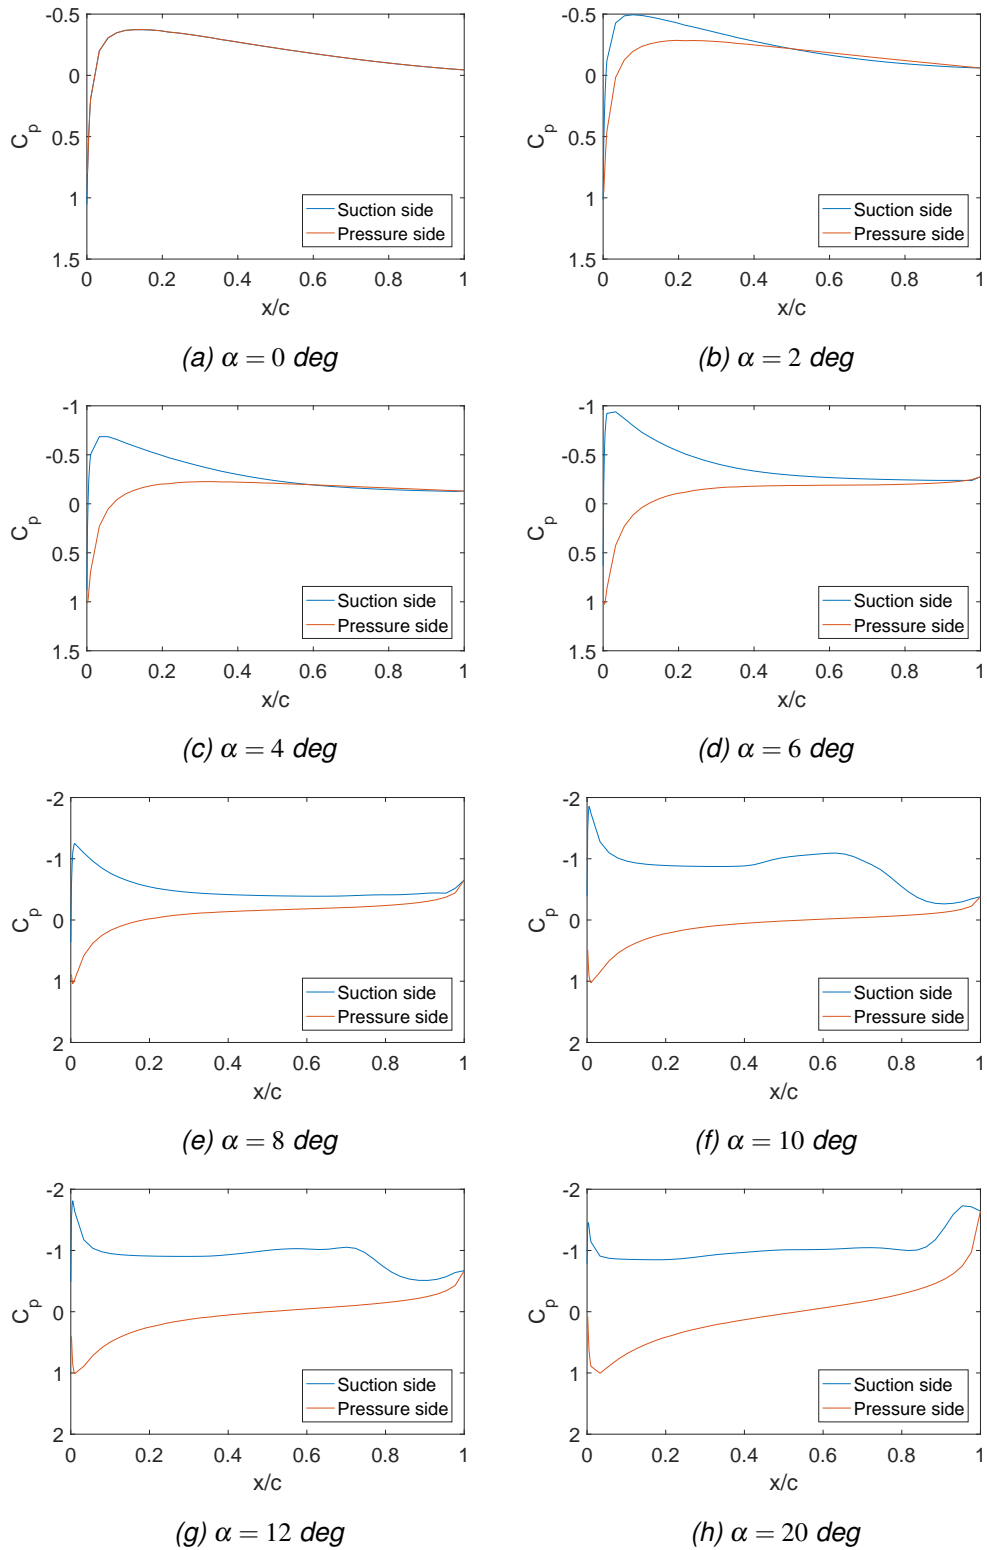 -0.5
0
0.5
1
1.5
C_p
0 0.2 0.4 0.6 0.8 1
x/c
Suction side
Pressure side
(a) α = 0 deg
-0.5
0
0.5
1
1.5
C_p
0 0.2 0.4 0.6 0.8 1
x/c
Suction side
Pressure side
(b) α = 2 deg
-1
-0.5
0
0.5
1
1.5
C_p
0 0.2 0.4 0.6 0.8 1
x/c
Suction side
Pressure side
(c) α = 4 deg
-1
-0.5
0
0.5
1
1.5
C_p
0 0.2 0.4 0.6 0.8 1
x/c
Suction side
Pressure side
(d) α = 6 deg
-2
-1
0
1
2
C_p
0 0.2 0.4 0.6 0.8 1
x/c
Suction side
Pressure side
(e) α = 8 deg
-2
-1
0
1
2
C_p
0 0.2 0.4 0.6 0.8 1
x/c
Suction side
Pressure side
(f) α = 10 deg
-2
-1
0
1
2
C_p
0 0.2 0.4 0.6 0.8 1
x/c
Suction side
Pressure side
(g) α = 12 deg
-2
-1
0
1
2
C_p
0 0.2 0.4 0.6 0.8 1
x/c
Suction side
Pressure side
(h) α = 20 deg